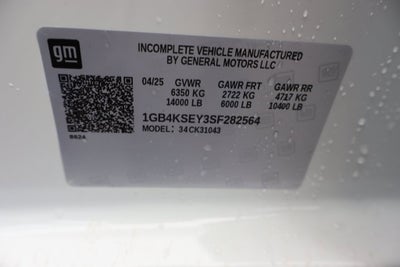 gm
INCOMPLETE VEHICLE MANUFACTURED
BY GENERAL MOTORS LLC
04/25 GVWR GAWR FRT GAWR RR
6350 KG 2722 KG 4717 KG
14000 LB 6000 LB 10400 LB
1GB4KSEY3SF282564
MODEL: 34CK31043